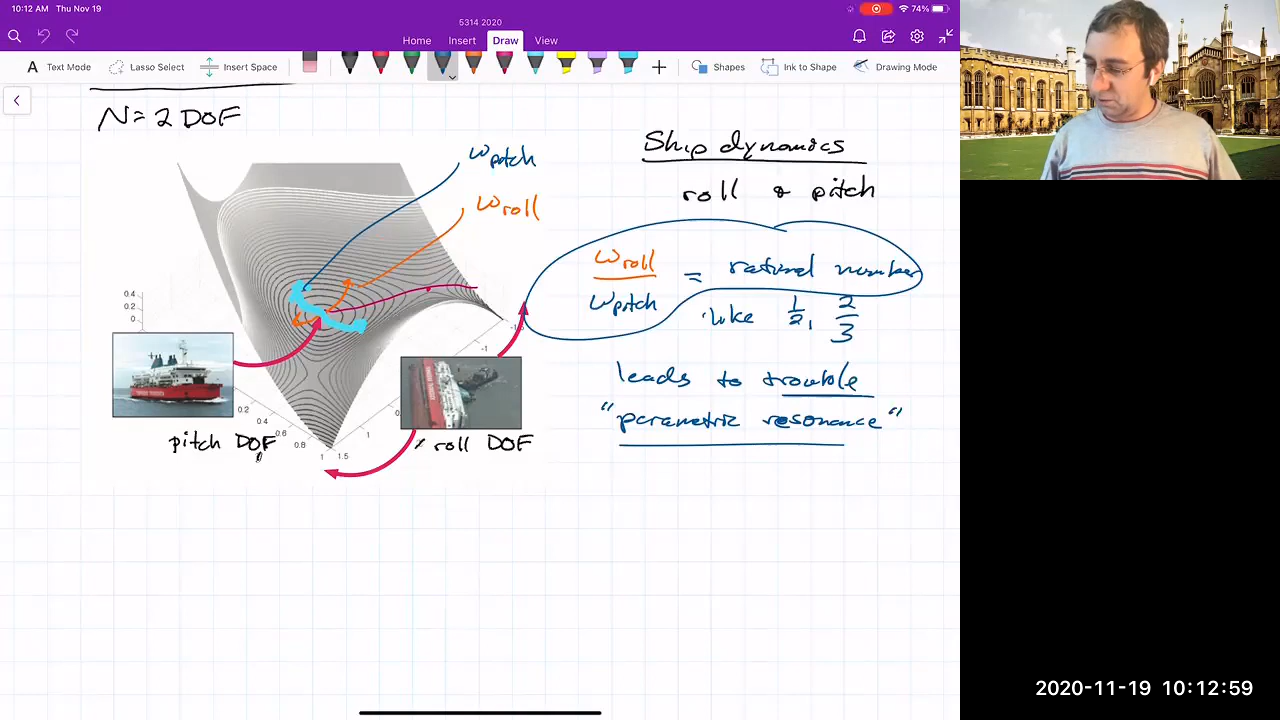 10:12 AM Thu Nov 19
74%
5314 2020
Home Insert Draw View
Text Mode Lasso Select Insert Space Shapes Ink to Shape Drawing Mode
N = 2 DOF
Ship dynamics
roll & pitch
ωpitch
ωroll
ωroll
ωpitch
= rational number
like 1/2, 2/3
leads to trouble
"parametric resonance"
0.4
0.2
0
-1
0.2
0.4
0.6
0.8
1
1
1.5
pitch DOF
roll DOF
2020-11-19 10:12:59